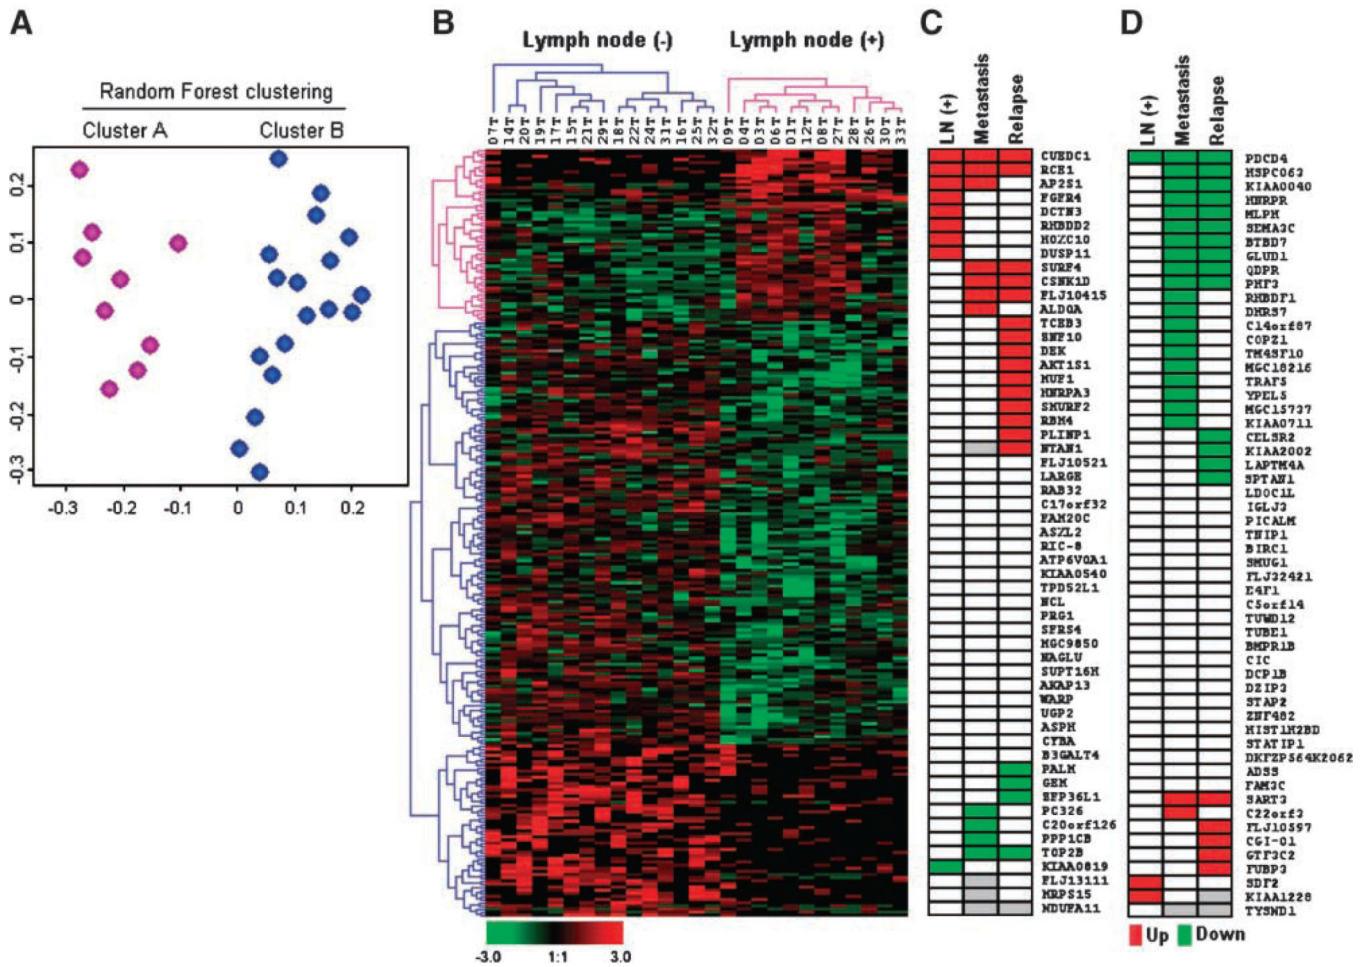 A
B
C
D
Random Forest clustering
Cluster A
Cluster B
0.2
0.1
0
-0.1
-0.2
-0.3
-0.3
-0.2
-0.1
0
0.1
0.2
Lymph node (-)
Lymph node (+)
07T
14T
20T
19T
17T
15T
21T
29T
18T
22T
24T
31T
16T
25T
32T
09T
04T
03T
06T
01T
12T
08T
27T
28T
26T
30T
33T
-3.0
1:1
3.0
LN (+)
Metastasis
Relapse
CUEDC1
RCE1
AP2S1
FGFR4
DCTN3
RHBDD2
HOXC10
DUSP11
SURF4
CSNK1D
FLJ10415
ALDOA
TCEB3
ZNF10
DEK
AKT1S1
MUF1
HNRPA3
SMURF2
RBM4
PLINP1
NTAN1
FLJ10521
LARGE
RAB32
C17orf32
FAM20C
ASXL2
RIC-8
ATP6V0A1
KIAA0540
TPD52L1
NCL
PRG1
SFRS4
MGC9850
NAGLU
SUPT16H
AKAP13
WARP
UGP2
ASPH
CYBA
B3GALT4
PALM
GEM
ZFP36L1
PC326
C20orf126
PPP1CB
TOP2B
KIAA0819
FLJ13111
MRPS15
NDUFA11
LN (+)
Metastasis
Relapse
PDCD4
HSPC063
KIAA0040
HNRPR
MLPH
SEMA3C
BTBD7
GLUD1
QDPR
PHF3
RHBDF1
DHRS7
C14orf87
COPZ1
TM4SF10
MGC18216
TRAF5
YPEL5
MGC15737
KIAA0711
CELSR2
KIAA2002
LAPTM4A
SPTAN1
LDOC1L
IGLJ3
PICALM
TNIP1
BIRC1
SMUG1
FLJ32421
E4F1
C5orf14
TUWD12
TUBE1
BMPR1B
CIC
DCP1B
DZIP3
STAP2
ZNF482
HIST1H2BD
STATIP1
DKFZP564K2062
ADSS
FAM3C
SART3
C22orf3
FLJ10597
CGI-01
GTF3C2
FUBP3
SDF2
KIAA1228
TYSND1
Up
Down